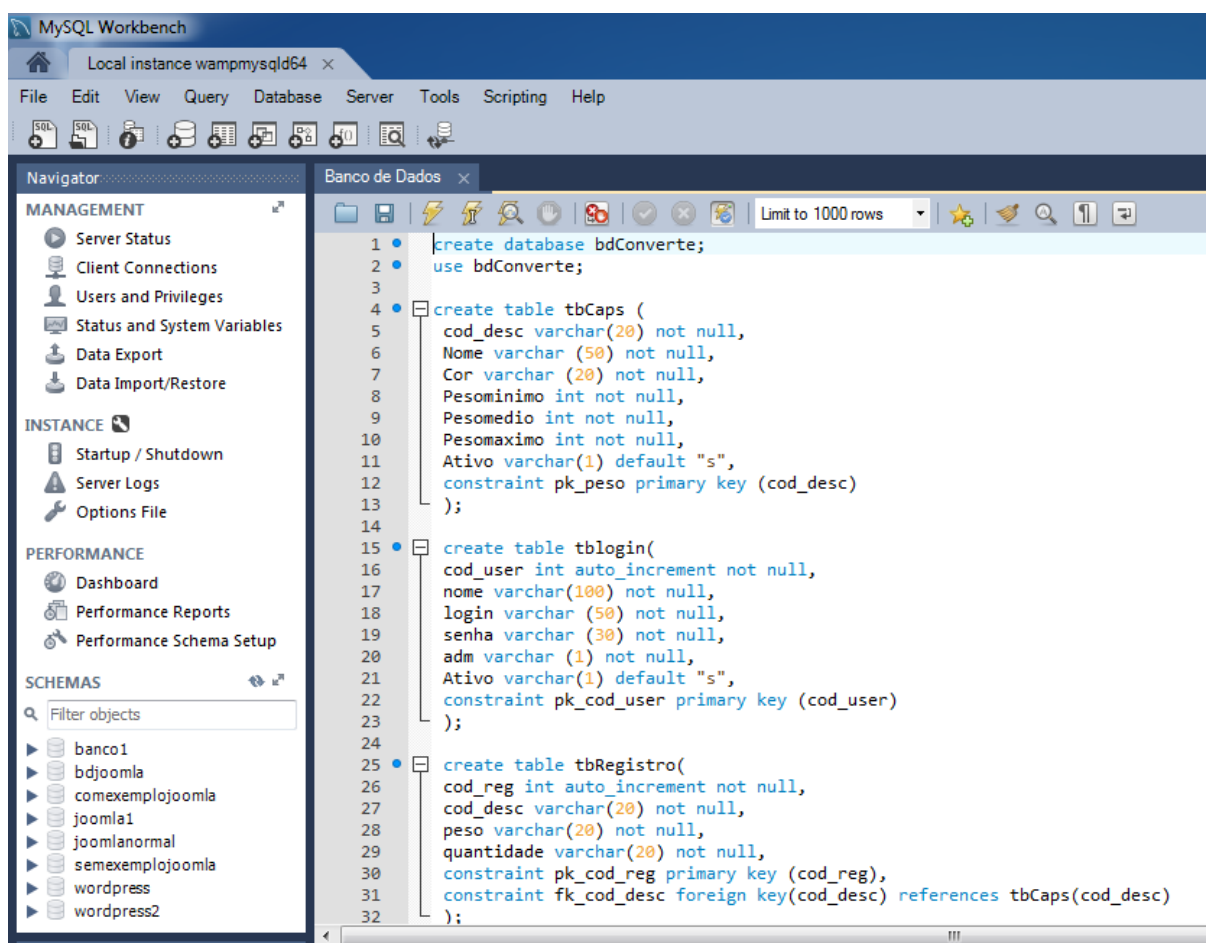 MySQL Workbench
Local instance wampmysqld64
File Edit View Query Database Server Tools Scripting Help
Navigator
Banco de Dados
MANAGEMENT
Server Status
Client Connections
Users and Privileges
Status and System Variables
Data Export
Data Import/Restore
INSTANCE
Startup / Shutdown
Server Logs
Options File
PERFORMANCE
Dashboard
Performance Reports
Performance Schema Setup
SCHEMAS
Filter objects
banco1
bdjoomla
comexemplojoomla
joomla1
joomlanormal
semexemplojoomla
wordpress
wordpress2
Limit to 1000 rows
1 create database bdConverte;
2 use bdConverte;
3
4 create table tbCaps (
5 cod_desc varchar(20) not null,
6 Nome varchar (50) not null,
7 Cor varchar (20) not null,
8 Pesominimo int not null,
9 Pesomedio int not null,
10 Pesomaximo int not null,
11 Ativo varchar(1) default "s",
12 constraint pk_peso primary key (cod_desc)
13 );
14
15 create table tblogin(
16 cod_user int auto_increment not null,
17 nome varchar(100) not null,
18 login varchar (50) not null,
19 senha varchar (30) not null,
20 adm varchar (1) not null,
21 Ativo varchar(1) default "s",
22 constraint pk_cod_user primary key (cod_user)
23 );
24
25 create table tbRegistro(
26 cod_reg int auto_increment not null,
27 cod_desc varchar(20) not null,
28 peso varchar(20) not null,
29 quantidade varchar(20) not null,
30 constraint pk_cod_reg primary key (cod_reg),
31 constraint fk_cod_desc foreign key(cod_desc) references tbCaps(cod_desc)
32 );